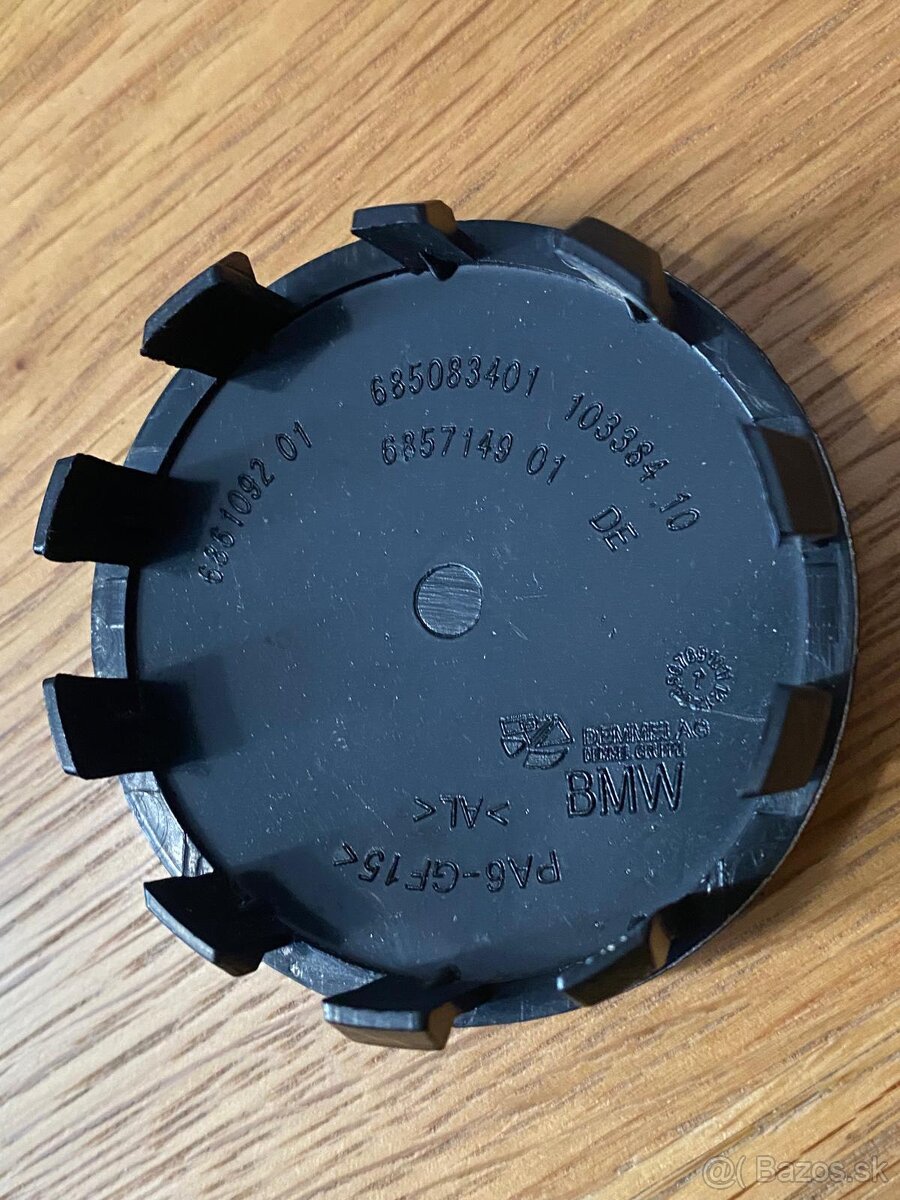 685083401
6857149 01
6861092 01
103384.10
DE
DEMMEL AG
BMW
>AL<
PA6-GF15<
@( Bazos.sk